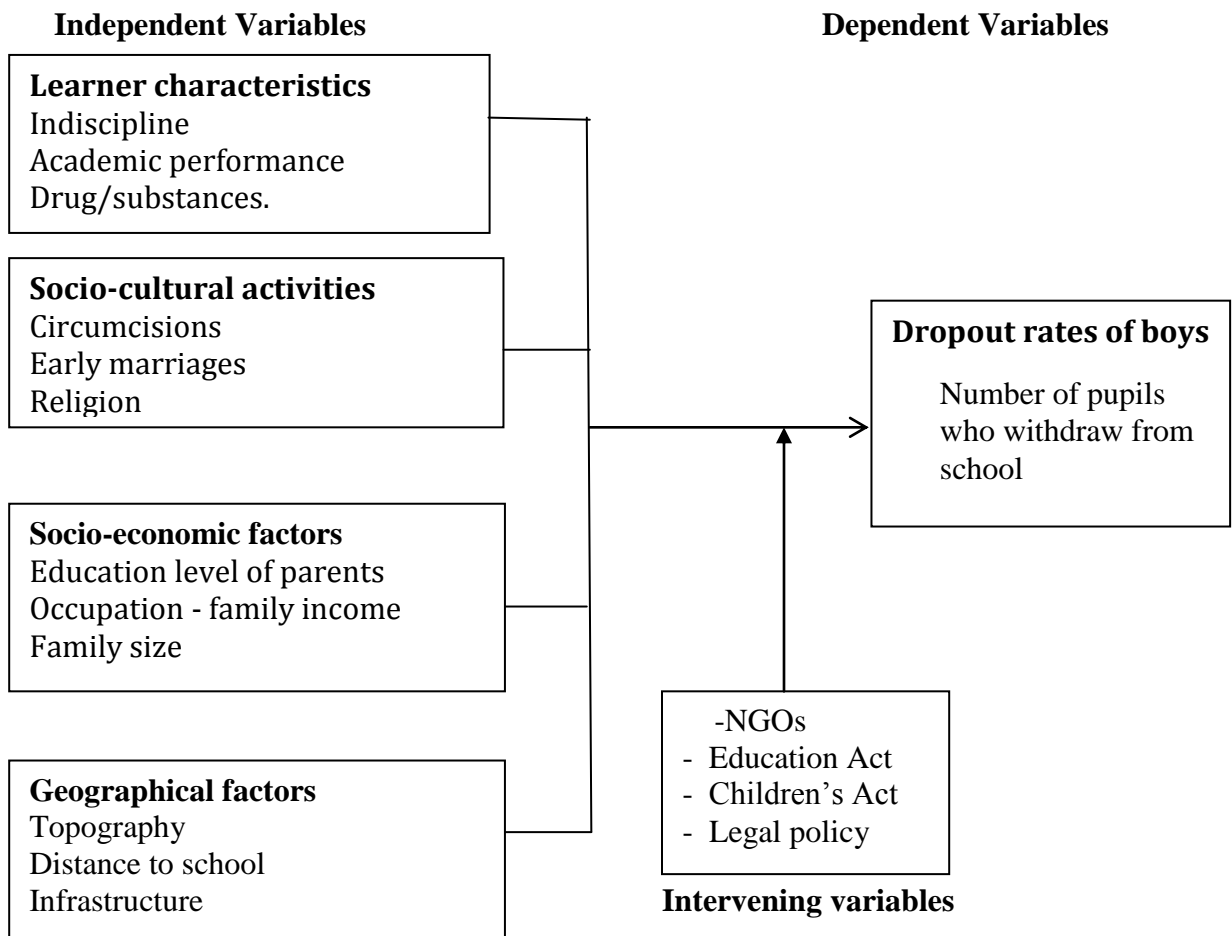 Independent Variables
Dependent Variables
Learner characteristics
Indiscipline
Academic performance
Drug/substances.
Socio-cultural activities
Circumcisions
Early marriages
Religion
Dropout rates of boys
Number of pupils
who withdraw from
school
Socio-economic factors
Education level of parents
Occupation - family income
Family size
-NGOs
- Education Act
- Children’s Act
- Legal policy
Intervening variables
Geographical factors
Topography
Distance to school
Infrastructure